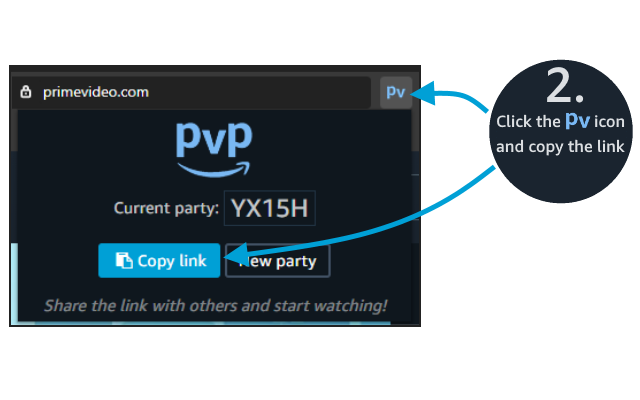 primevideo.com
Pv
pvp
Current party: YX15H
Copy link
New party
Share the link with others and start watching!
2.
Click the Pv icon
and copy the link